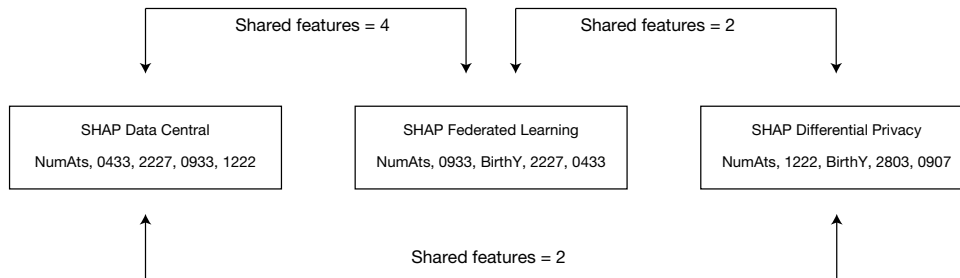 Shared features = 4
Shared features = 2
SHAP Data Central
NumAts, 0433, 2227, 0933, 1222
SHAP Federated Learning
NumAts, 0933, BirthY, 2227, 0433
SHAP Differential Privacy
NumAts, 1222, BirthY, 2803, 0907
Shared features = 2